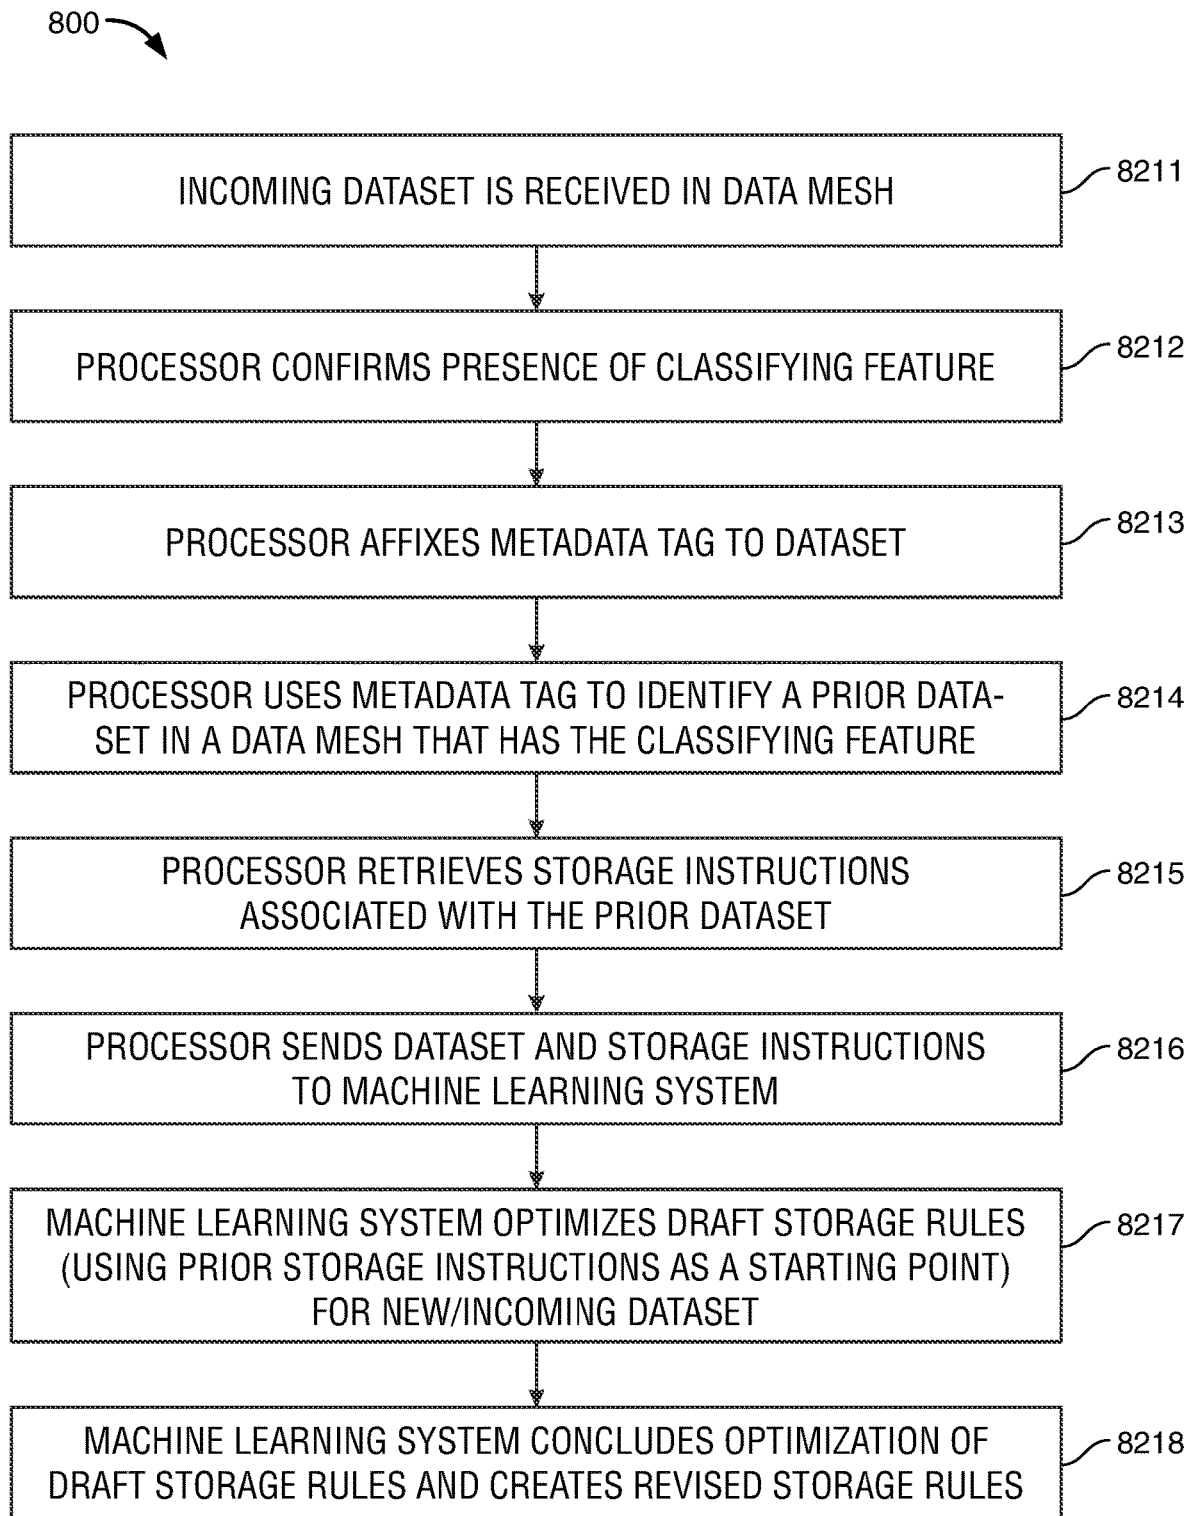 800
INCOMING DATASET IS RECEIVED IN DATA MESH
8211
PROCESSOR CONFIRMS PRESENCE OF CLASSIFYING FEATURE
8212
PROCESSOR AFFIXES METADATA TAG TO DATASET
8213
PROCESSOR USES METADATA TAG TO IDENTIFY A PRIOR DATA-
SET IN A DATA MESH THAT HAS THE CLASSIFYING FEATURE
8214
PROCESSOR RETRIEVES STORAGE INSTRUCTIONS
ASSOCIATED WITH THE PRIOR DATASET
8215
PROCESSOR SENDS DATASET AND STORAGE INSTRUCTIONS
TO MACHINE LEARNING SYSTEM
8216
MACHINE LEARNING SYSTEM OPTIMIZES DRAFT STORAGE RULES
(USING PRIOR STORAGE INSTRUCTIONS AS A STARTING POINT)
FOR NEW/INCOMING DATASET
8217
MACHINE LEARNING SYSTEM CONCLUDES OPTIMIZATION OF
DRAFT STORAGE RULES AND CREATES REVISED STORAGE RULES
8218